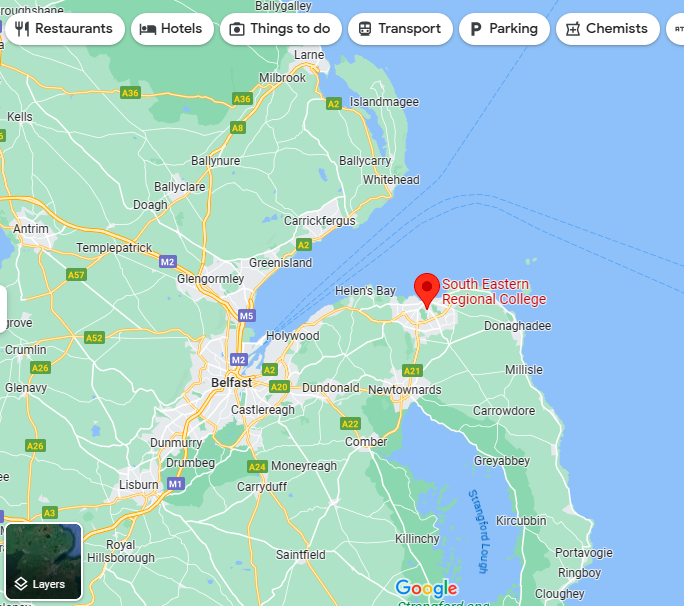 Ballygalley
roughshane
Restaurants
Hotels
Things to do
Transport
Parking
Chemists
Larne
Milbrook
A36
A36
A2
Islandmagee
A8
Kells
Ballynure
Ballycarry
Whitehead
Ballyclare
Doagh
Carrickfergus
Antrim
Templepatrick
A2
M2
Greenisland
A57
Glengormley
South Eastern
Regional College
Helen's Bay
M5
grove
Donaghadee
A52
Holywood
Crumlin
M2
A26
A2
A21
Millisle
Belfast
A20
Dundonald
Newtownards
Glenavy
Castlereagh
Carrowdore
A22
Dunmurry
Comber
A26
Drumbeg
A24
Moneyreagh
Greyabbey
Lisburn
M1
Carryduff
Strangford Lough
A3
Kircubbin
Royal
Hillsborough
Killinchy
Saintfield
Portavogie
Ringboy
Layers
Google
Cloughey
Strangford and